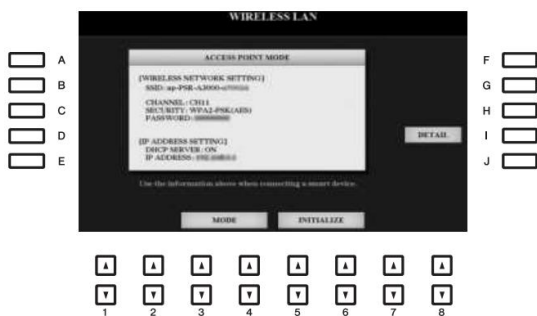 WIRELESS LAN
ACCESS POINT MODE
[WIRELESS NETWORK SETTING]
SSID: ap-PSR-A3000-
CHANNEL: CH11
SECURITY: WPA2-PSK(AES)
PASSWORD:
[IP ADDRESS SETTING]
DHCP SERVER: ON
IP ADDRESS:
Use the information above when connecting a smart device.
DETAIL
MODE INITIALIZE
A
B
C
D
E
F
G
H
I
J
1 2 3 4 5 6 7 8